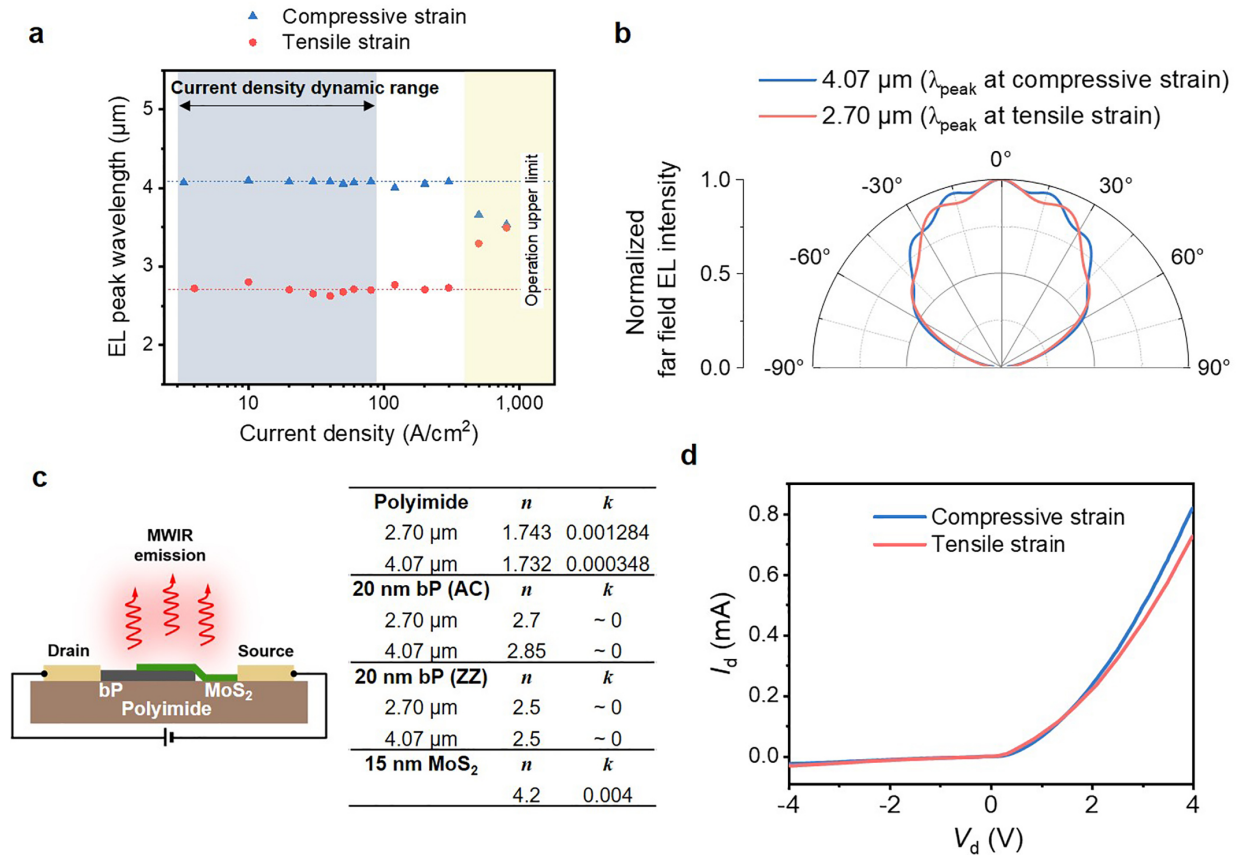 a
Compressive strain
Tensile strain
Current density dynamic range
EL peak wavelength (μm)
5
4
3
2
10
100
1,000
Current density (A/cm²)
Operation upper limit
b
4.07 μm (λpeak at compressive strain)
2.70 μm (λpeak at tensile strain)
Normalized
far field EL intensity
1.0
0.5
0.0
-90°
-60°
-30°
0°
30°
60°
90°
c
MWIR
emission
Drain
Source
bP
MoS₂
Polyimide
Polyimide n k
2.70 μm 1.743 0.001284
4.07 μm 1.732 0.000348
20 nm bP (AC) n k
2.70 μm 2.7 ~ 0
4.07 μm 2.85 ~ 0
20 nm bP (ZZ) n k
2.70 μm 2.5 ~ 0
4.07 μm 2.5 ~ 0
15 nm MoS₂ n k
4.2 0.004
d
Compressive strain
Tensile strain
Id (mA)
0.8
0.6
0.4
0.2
0.0
-4
-2
0
2
4
Vd (V)